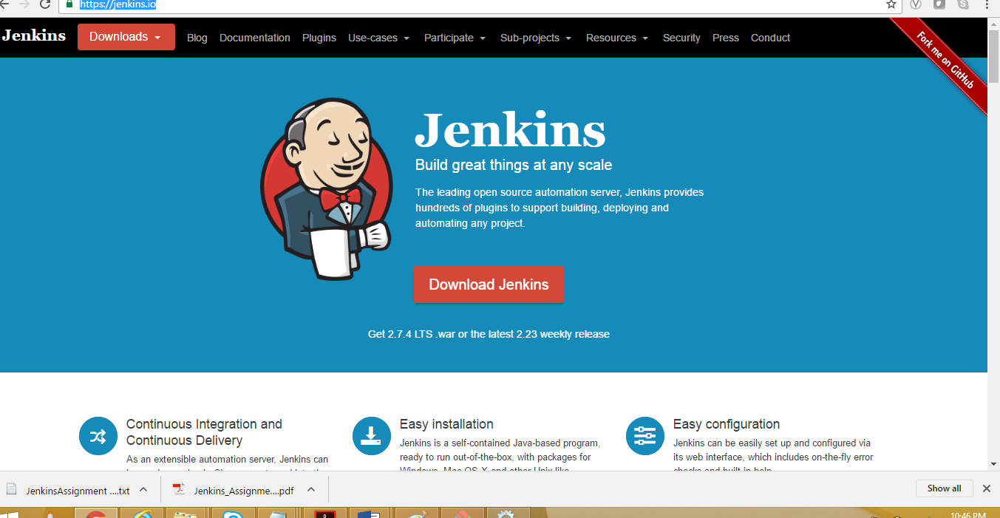 https://jenkins.io
Jenkins Downloads Blog Documentation Plugins Use-cases Participate Sub-projects Resources Security Press Conduct
Fork me on GitHub
Jenkins
Build great things at any scale
The leading open source automation server, Jenkins provides
hundreds of plugins to support building, deploying and
automating any project.
Download Jenkins
Get 2.7.4 LTS .war or the latest 2.23 weekly release
Continuous Integration and
Continuous Delivery
As an extensible automation server, Jenkins can
Easy installation
Jenkins is a self-contained Java-based program,
ready to run out-of-the-box, with packages for
Windows, Mac OS X and other Unix-like
Easy configuration
Jenkins can be easily set up and configured via
its web interface, which includes on-the-fly error
checks and built-in help.
JenkinsAssignment ....txt
Jenkins_Assignme....pdf
Show all
10:46 PM